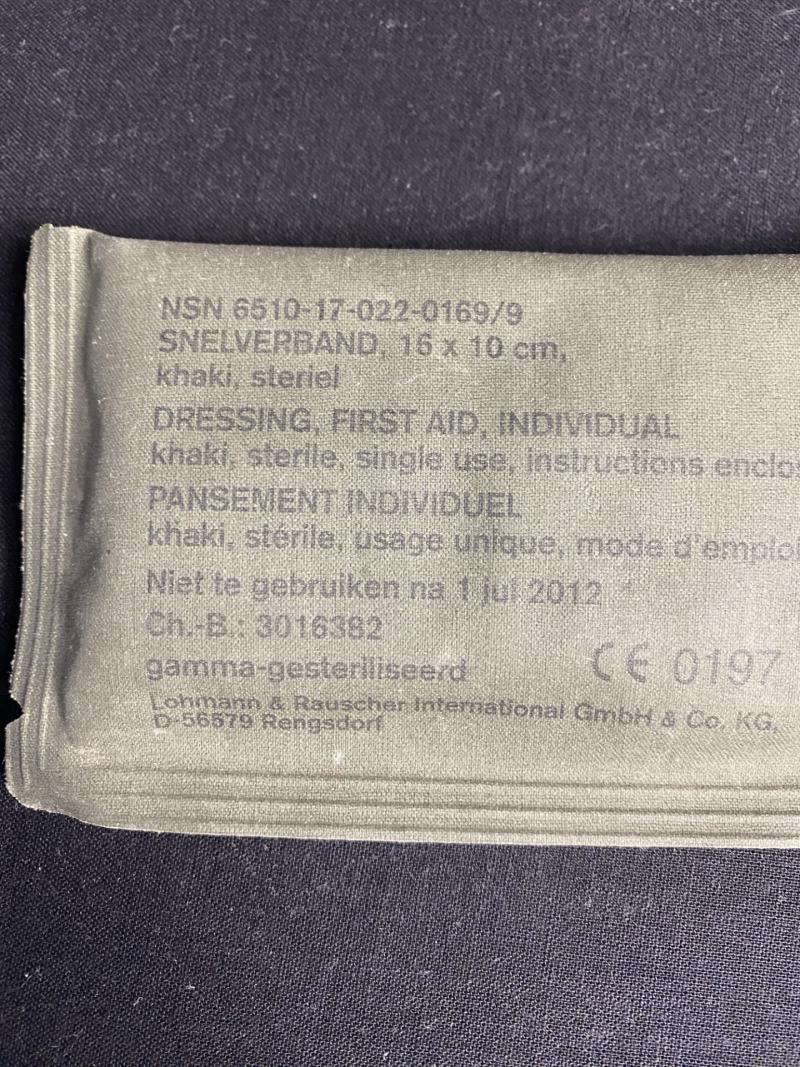 NSN 6510-17-022-0169/9
SNELVERBAND, 16 x 10 cm,
khaki, steriel
DRESSING, FIRST AID, INDIVIDUAL
khaki, sterile, single use, instructions enclo
PANSEMENT INDIVIDUEL
khaki, stérile, usage unique, mode d'emploi
Niet te gebruiken na 1 jul 2012
Ch.-B.: 3016382
gamma-gesteriliseerd CE 0197
Lohmann & Rauscher International GmbH & Co. KG,
D-56579 Rengsdorf